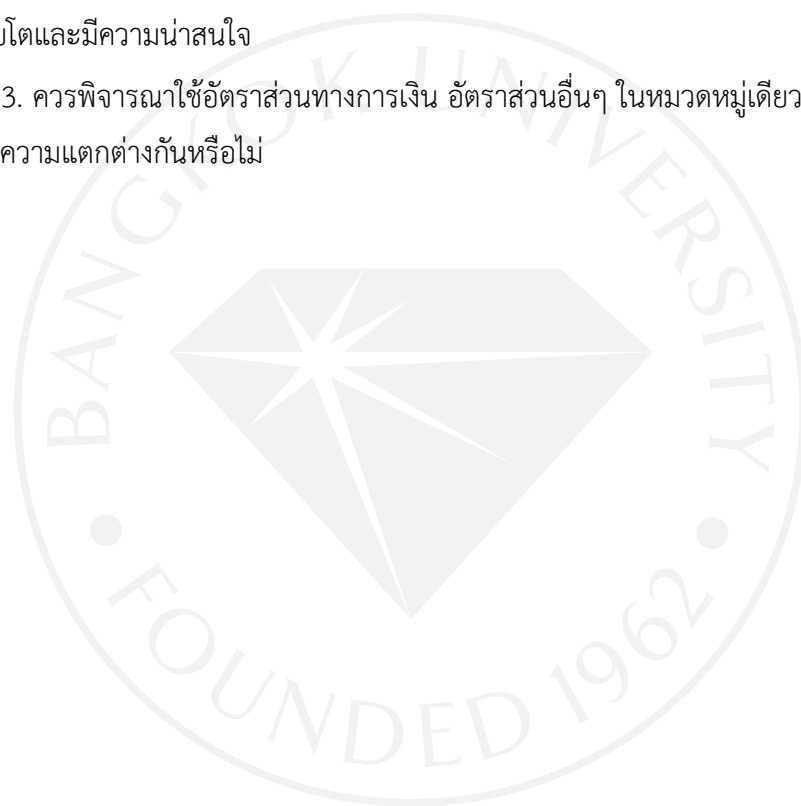 บโตและมีความน่าสนใจ
3. ควรพิจารณาใช้อัตราส่วนทางการเงิน อัตราส่วนอื่นๆ ในหมวดหมู่เดียว
ความแตกต่างกันหรือไม่
BANGKOK UNIVERSITY
FOUNDED 1962